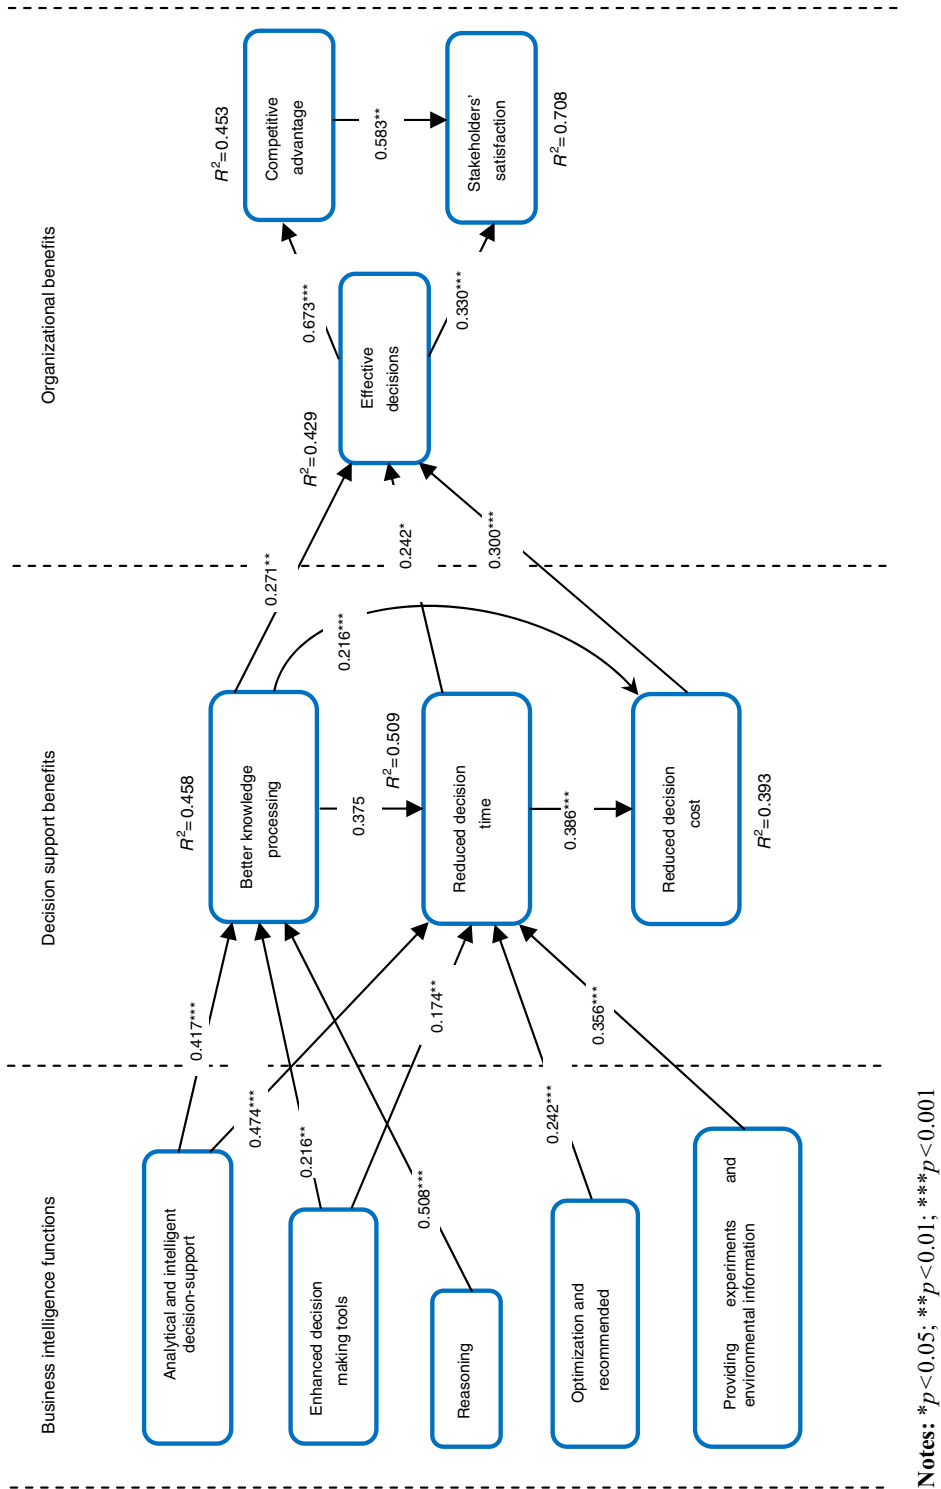 Business intelligence functions
Decision support benefits
Organizational benefits
Analytical and intelligent
decision-support
Enhanced decision
making tools
Reasoning
Optimization and
recommended
Providing experiments and
environmental information
0.417***
0.474***
0.216**
0.508***
0.174**
0.242***
0.356***
R²=0.458
Better knowledge
processing
0.375
R²=0.509
Reduced decision
time
0.386***
Reduced decision
cost
R²=0.393
0.216***
0.271**
0.242*
0.300***
R²=0.429
Effective
decisions
0.673***
0.330***
R²=0.453
Competitive
advantage
0.583**
Stakeholders'
satisfaction
R²=0.708
Notes: *p<0.05; **p<0.01; ***p<0.001